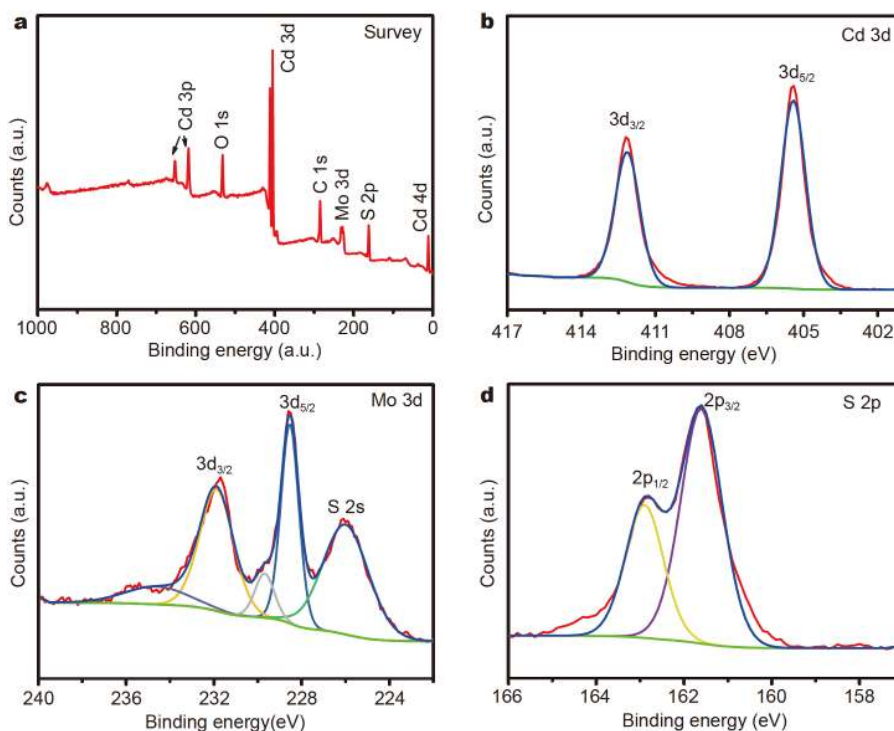 a
Survey
Cd 3p
O 1s
Cd 3d
C 1s
Mo 3d
S 2p
Cd 4d
Counts (a.u.)
1000 800 600 400 200 0
Binding energy (a.u.)
b
Cd 3d
3d5/2
3d3/2
Counts (a.u.)
417 414 411 408 405 402
Binding energy (eV)
c
Mo 3d
3d5/2
3d3/2
S 2s
Counts (a.u.)
240 236 232 228 224
Binding energy(eV)
d
S 2p
2p3/2
2p1/2
Counts (a.u.)
166 164 162 160 158
Binding energy (eV)